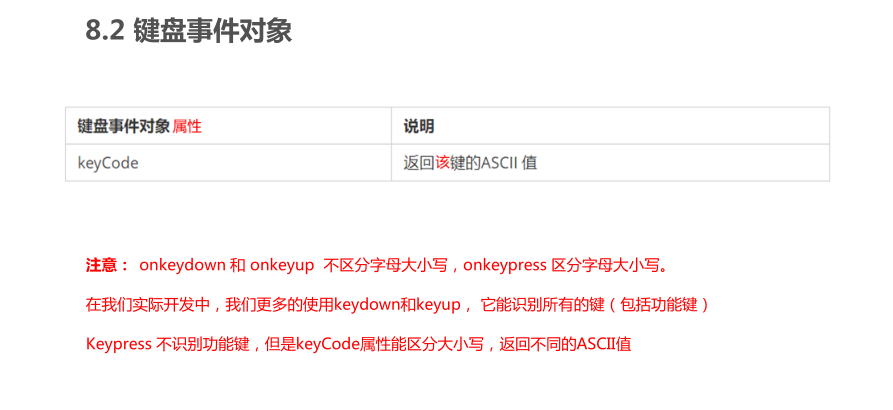 8.2 键盘事件对象
键盘事件对象 属性 说明
keyCode 返回该键的ASCII 值
注意： onkeydown 和 onkeyup 不区分字母大小写，onkeypress 区分字母大小写。
在我们实际开发中，我们更多的使用keydown和keyup， 它能识别所有的键（包括功能键）
Keypress 不识别功能键，但是keyCode属性能区分大小写，返回不同的ASCII值